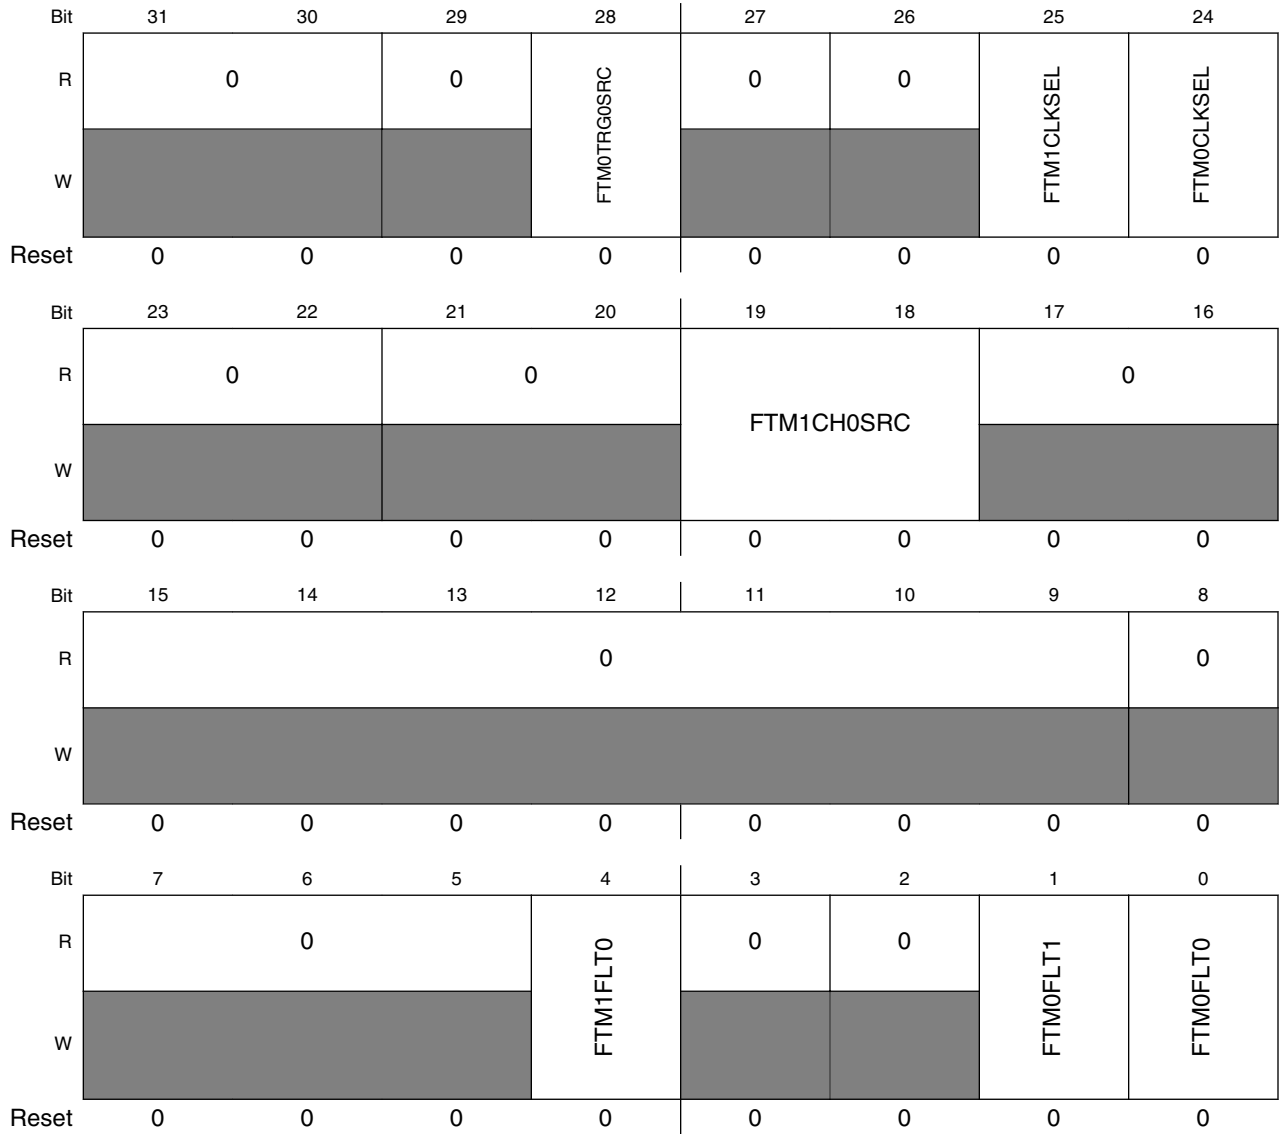 Bit 31 30 29 28 27 26 25 24
R 0 0 FTM0TRG0SRC 0 0 FTM1CLKSEL FTM0CLKSEL
W
Reset 0 0 0 0 0 0 0 0
Bit 23 22 21 20 19 18 17 16
R 0 0 FTM1CH0SRC 0
W
Reset 0 0 0 0 0 0 0 0
Bit 15 14 13 12 11 10 9 8
R 0 0
W
Reset 0 0 0 0 0 0 0 0
Bit 7 6 5 4 3 2 1 0
R 0 FTM1FLT0 0 0 FTM0FLT1 FTM0FLT0
W
Reset 0 0 0 0 0 0 0 0